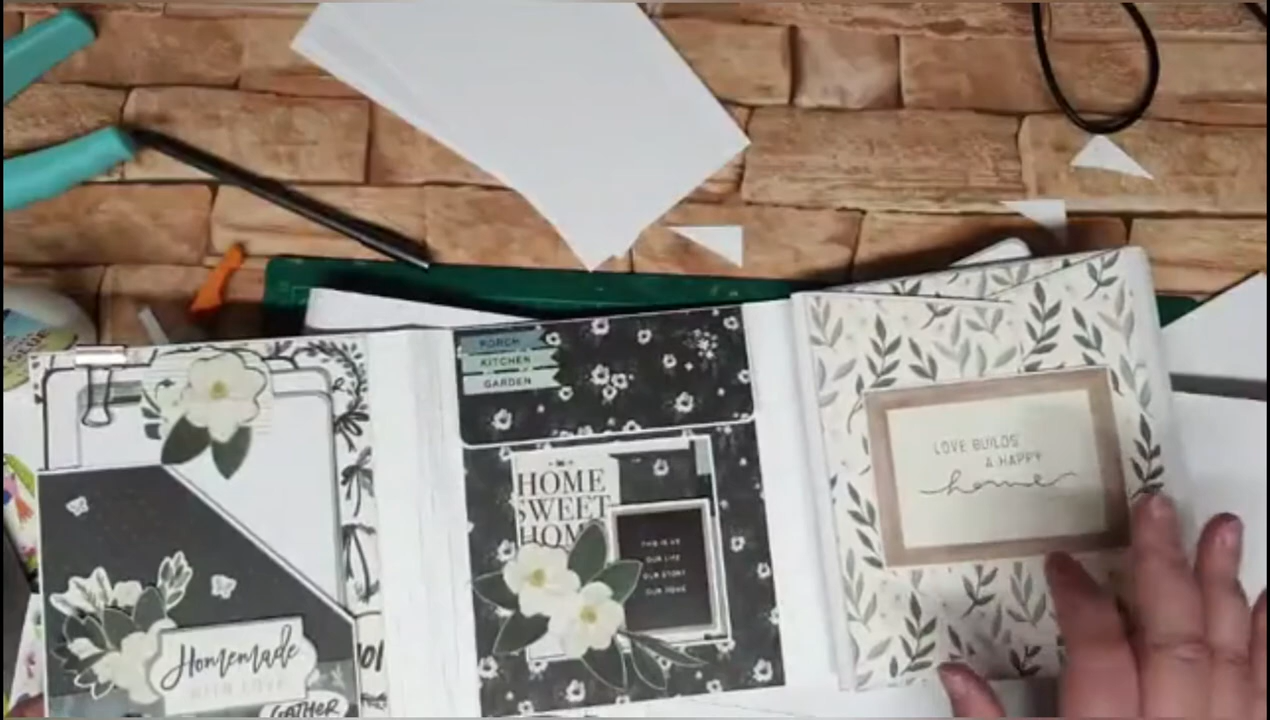 Homemade
WITH LOVE
GATHER
PORCH
KITCHEN
GARDEN
HOME
SWEET
HOME
THIS IS US
OUR LIFE
OUR STORY
OUR HOME
LOVE BUILDS
A HAPPY
home